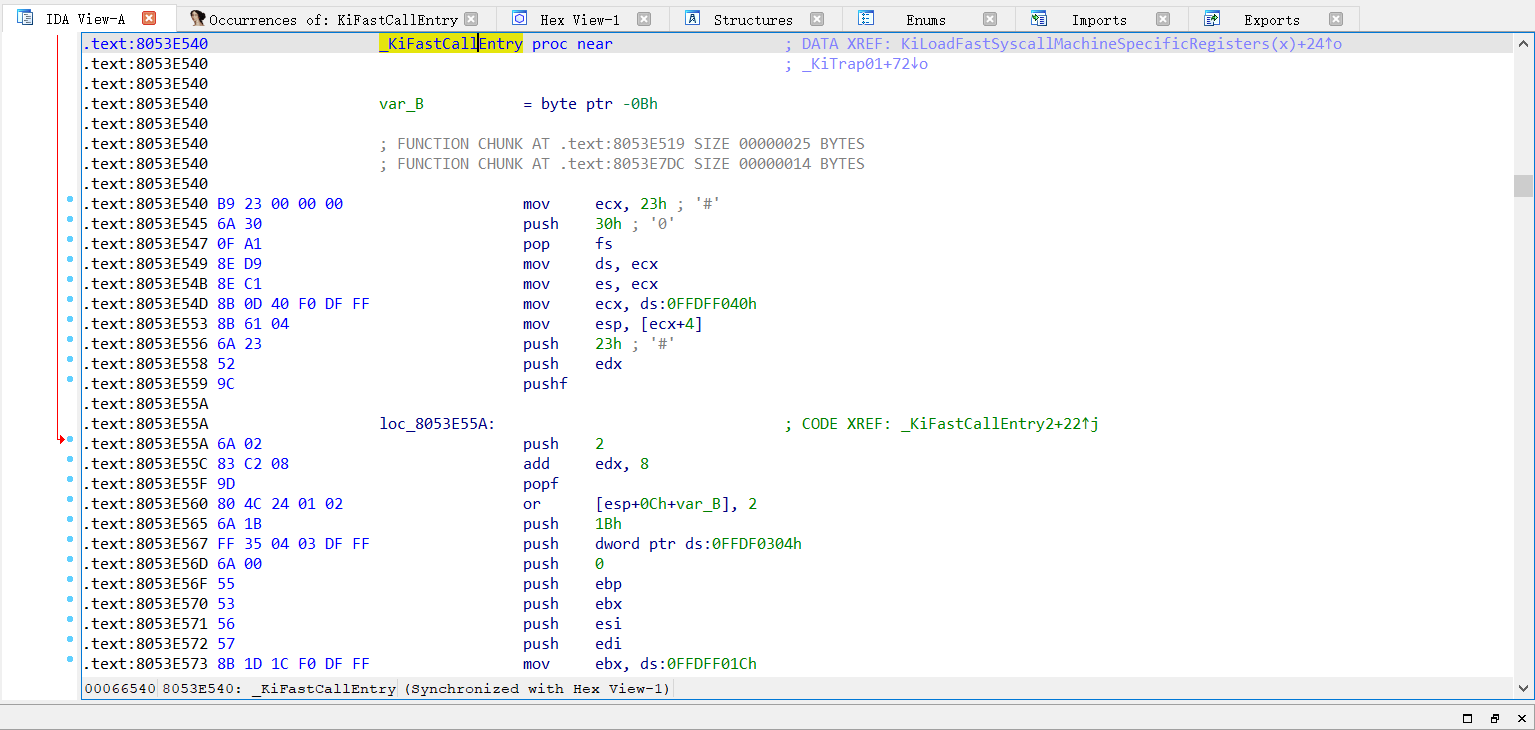 IDA View-A Occurrences of: KiFastCallEntry Hex View-1 Structures Enums Imports Exports
.text:8053E540 _KiFastCallEntry proc near ; DATA XREF: KiLoadFastSyscallMachineSpecificRegisters(x)+24↑o
.text:8053E540 ; _KiTrap01+72↓o
.text:8053E540
.text:8053E540 var_B = byte ptr -0Bh
.text:8053E540
.text:8053E540 ; FUNCTION CHUNK AT .text:8053E519 SIZE 00000025 BYTES
.text:8053E540 ; FUNCTION CHUNK AT .text:8053E7DC SIZE 00000014 BYTES
.text:8053E540
.text:8053E540 B9 23 00 00 00 mov ecx, 23h ; '#'
.text:8053E545 6A 30 push 30h ; '0'
.text:8053E547 0F A1 pop fs
.text:8053E549 8E D9 mov ds, ecx
.text:8053E54B 8E C1 mov es, ecx
.text:8053E54D 8B 0D 40 F0 DF FF mov ecx, ds:0FFDFF040h
.text:8053E553 8B 61 04 mov esp, [ecx+4]
.text:8053E556 6A 23 push 23h ; '#'
.text:8053E558 52 push edx
.text:8053E559 9C pushf
.text:8053E55A
.text:8053E55A loc_8053E55A: ; CODE XREF: _KiFastCallEntry2+22↑j
.text:8053E55A 6A 02 push 2
.text:8053E55C 83 C2 08 add edx, 8
.text:8053E55F 9D popf
.text:8053E560 80 4C 24 01 02 or [esp+0Ch+var_B], 2
.text:8053E565 6A 1B push 1Bh
.text:8053E567 FF 35 04 03 DF FF push dword ptr ds:0FFDF0304h
.text:8053E56D 6A 00 push 0
.text:8053E56F 55 push ebp
.text:8053E570 53 push ebx
.text:8053E571 56 push esi
.text:8053E572 57 push edi
.text:8053E573 8B 1D 1C F0 DF FF mov ebx, ds:0FFDFF01Ch
00066540 8053E540: _KiFastCallEntry (Synchronized with Hex View-1)